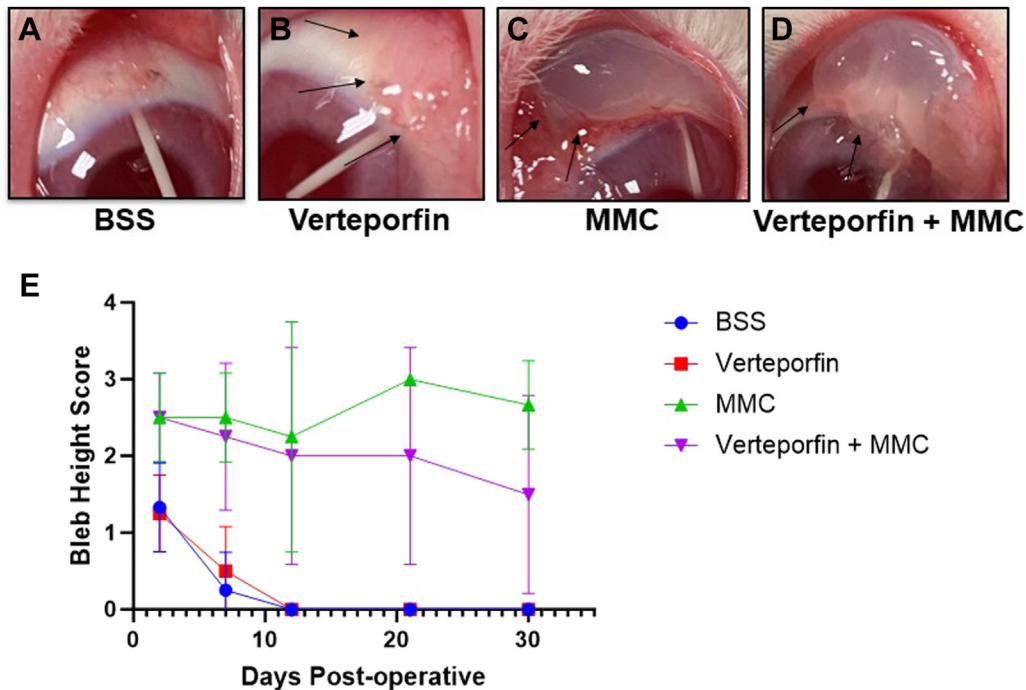 A B C D
BSS Verteporfin MMC Verteporfin + MMC
E
4
3
2
1
0
Bleb Height Score
0 10 20 30
Days Post-operative
BSS
Verteporfin
MMC
Verteporfin + MMC